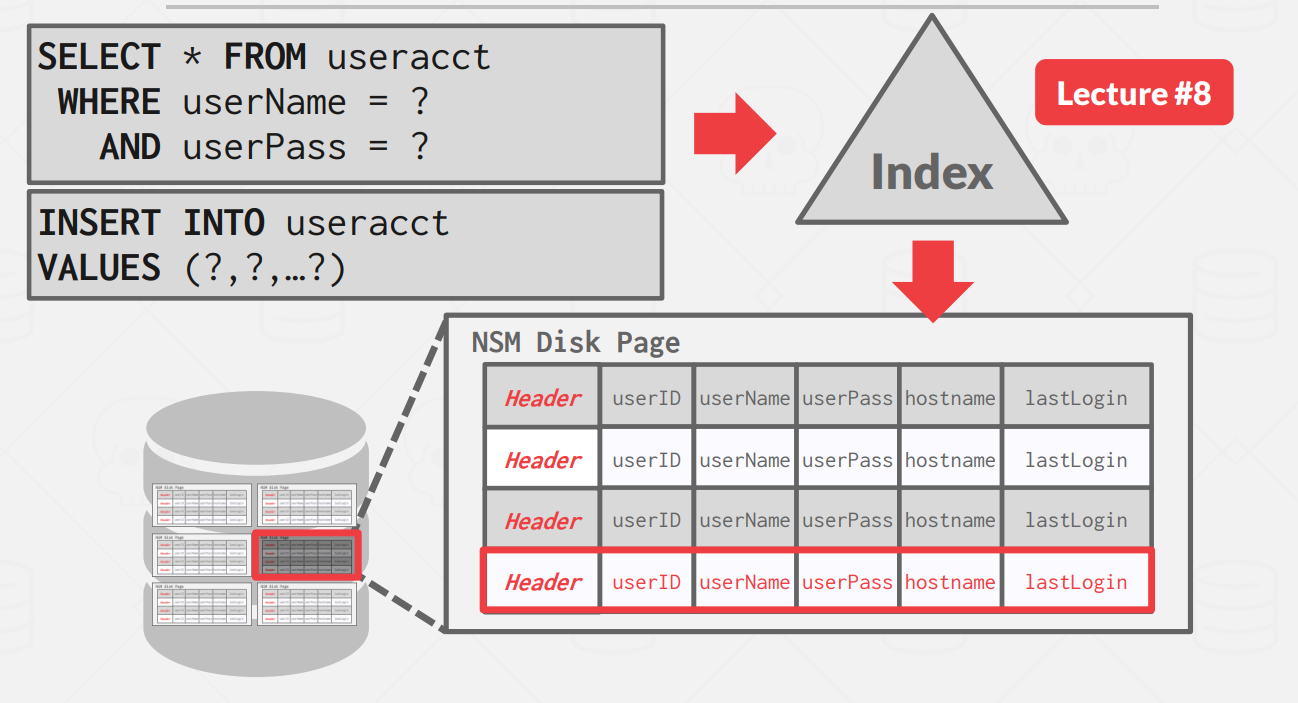 SELECT * FROM useracct
WHERE userName = ?
AND userPass = ?
INSERT INTO useracct
VALUES (?,?,…?)
Index
Lecture #8
NSM Disk Page
Header userID userName userPass hostname lastLogin
Header userID userName userPass hostname lastLogin
Header userID userName userPass hostname lastLogin
Header userID userName userPass hostname lastLogin